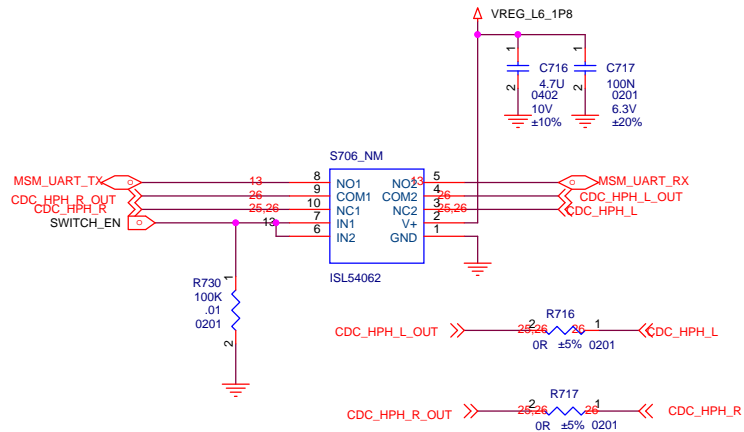 VREG_L6_1P8
1
1
C716
C717
4.7U
100N
2
2
0402
0201
10V
6.3V
±10%
±20%
S706_NM
MSM_UART_TX
13
8
NO1
NO2
13
5
MSM_UART_RX
CDC_HPH_R_OUT
26
9
COM1
COM2
26
4
CDC_HPH_L_OUT
CDC_HPH_R
25,26
10
NC1
NC2
25,26
3
CDC_HPH_L
SWITCH_EN
13
7
IN1
V+
2
6
IN2
GND
1
ISL54062
1
R730
100K
.01
0201
2
R716
CDC_HPH_L_OUT
25,26
2
26
1
CDC_HPH_L
0R ±5% 0201
R717
CDC_HPH_R_OUT
25,26
2
26
1
CDC_HPH_R
0R ±5% 0201